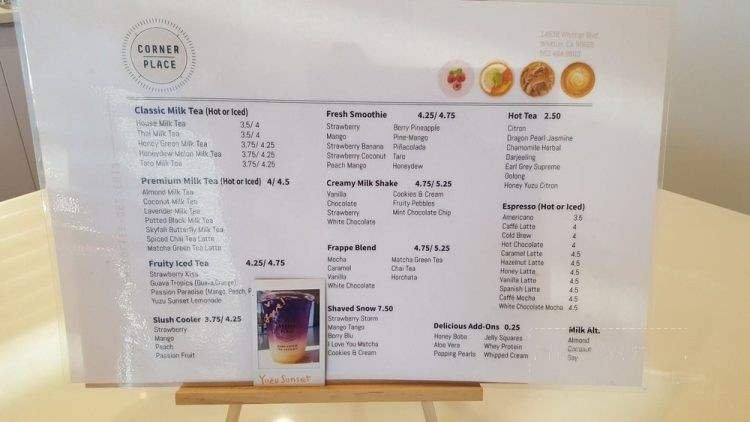 CORNER
PLACE
Whittier, CA
Classic Milk Tea (Hot or Iced)
House Milk Tea 3.5/ 4
Thai Milk Tea 3.5/ 4
Honey Green Milk Tea 3.75/ 4.25
Honeydew Melon Milk Tea 3.75/ 4.25
Taro Milk Tea 3.75/ 4.25
Premium Milk Tea (Hot or Iced) 4/ 4.5
Almond Milk Tea
Coconut Milk Tea
Lavender Milk Tea
Potted Black Milk Tea
Skyfall Butterfly Milk Tea
Spiced Chai Tea Latte
Matcha Green Tea Latte
Fruity Iced Tea 4.25/ 4.75
Strawberry Kiss
Guava Tropics (Guava, Orange)
Passion Paradise (Mango, Peach, P
Yuzu Sunset Lemonade
Slush Cooler 3.75/ 4.25
Strawberry
Mango
Peach
Passion Fruit
Yuzu Sunset
Fresh Smoothie 4.25/ 4.75
Strawberry Berry Pineapple
Mango Pine-Mango
Strawberry Banana Piñacolada
Strawberry Coconut Taro
Peach Mango Honeydew
Creamy Milk Shake 4.75/ 5.25
Vanilla Cookies & Cream
Chocolate Fruity Pebbles
Strawberry Mint Chocolate Chip
White Chocolate
Frappe Blend 4.75/ 5.25
Mocha Matcha Green Tea
Caramel Chai Tea
Vanilla Horchata
White Chocolate
Shaved Snow 7.50
Strawberry Storm
Mango Tango
Berry Blu
I Love You Matcha
Cookies & Cream
Hot Tea 2.50
Citron
Dragon Pearl Jasmine
Chamomile Herbal
Darjeeling
Earl Grey Supreme
Oolong
Honey Yuzu Citron
Espresso (Hot or Iced)
Americano 3.5
Caffé Latte 4
Cold Brew 4
Hot Chocolate 4
Caramel Latte 4.5
Hazelnut Latte 4.5
Honey Latte 4.5
Vanilla Latte 4.5
Spanish Latte 4.5
Caffé Mocha 4.5
White Chocolate Mocha 4.5
Delicious Add-Ons 0.25
Honey Boba Jelly Squares
Aloe Vera Whey Protein
Popping Pearls Whipped Cream
Milk Alt.
Almond
Coconut
Soy